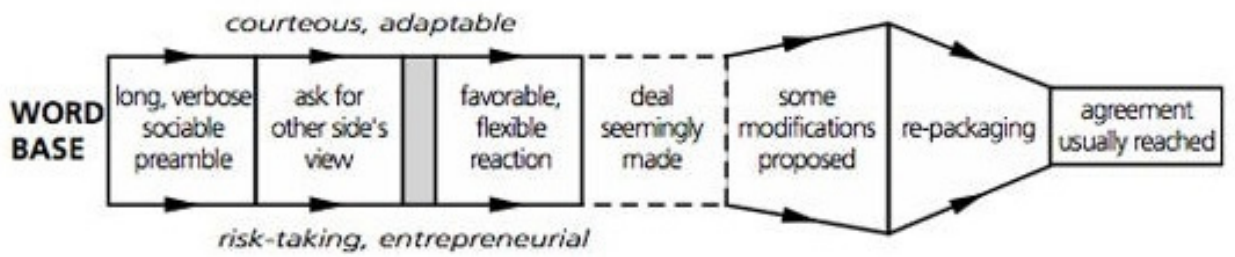 courteous, adaptable
WORD
BASE
long, verbose
sociable
preamble
ask for
other side's
view
favorable,
flexible
reaction
deal
seemingly
made
some
modifications
proposed
re-packaging
agreement
usually reached
risk-taking, entrepreneurial